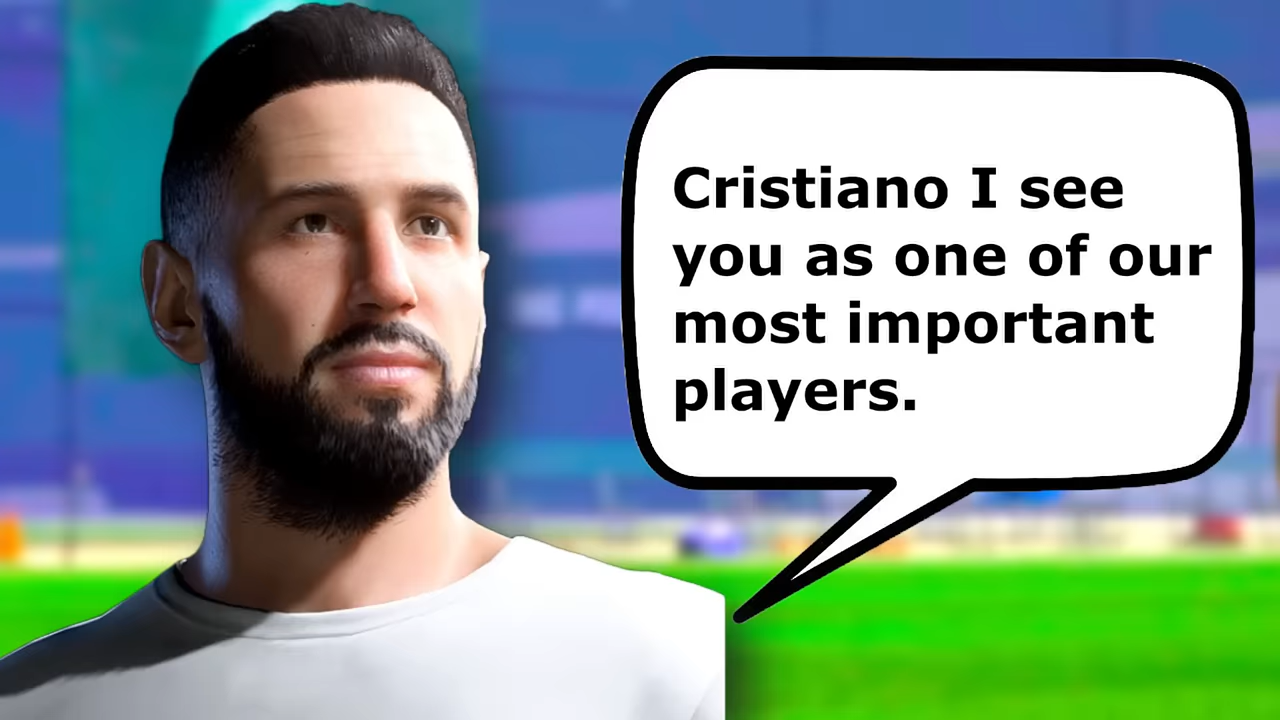 Cristiano I see
you as one of our
most important
players.